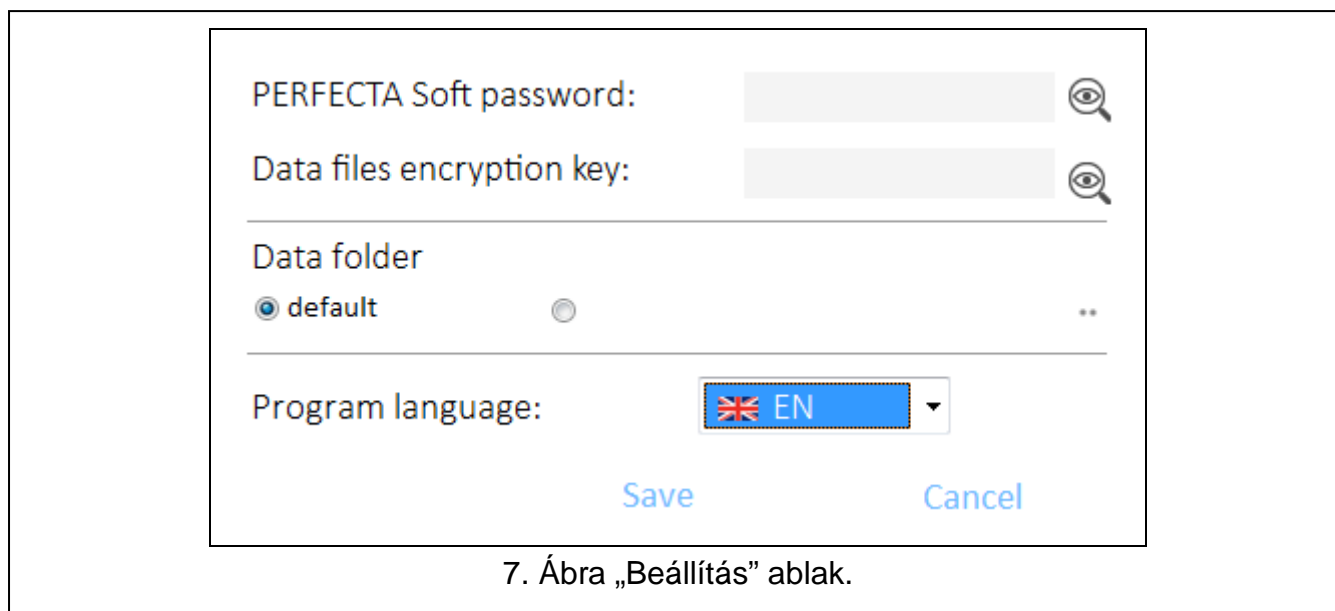 PERFECTA Soft password:
Data files encryption key:
Data folder
default
..
Program language: EN
Save Cancel
7. Ábra „Beállítás” ablak.